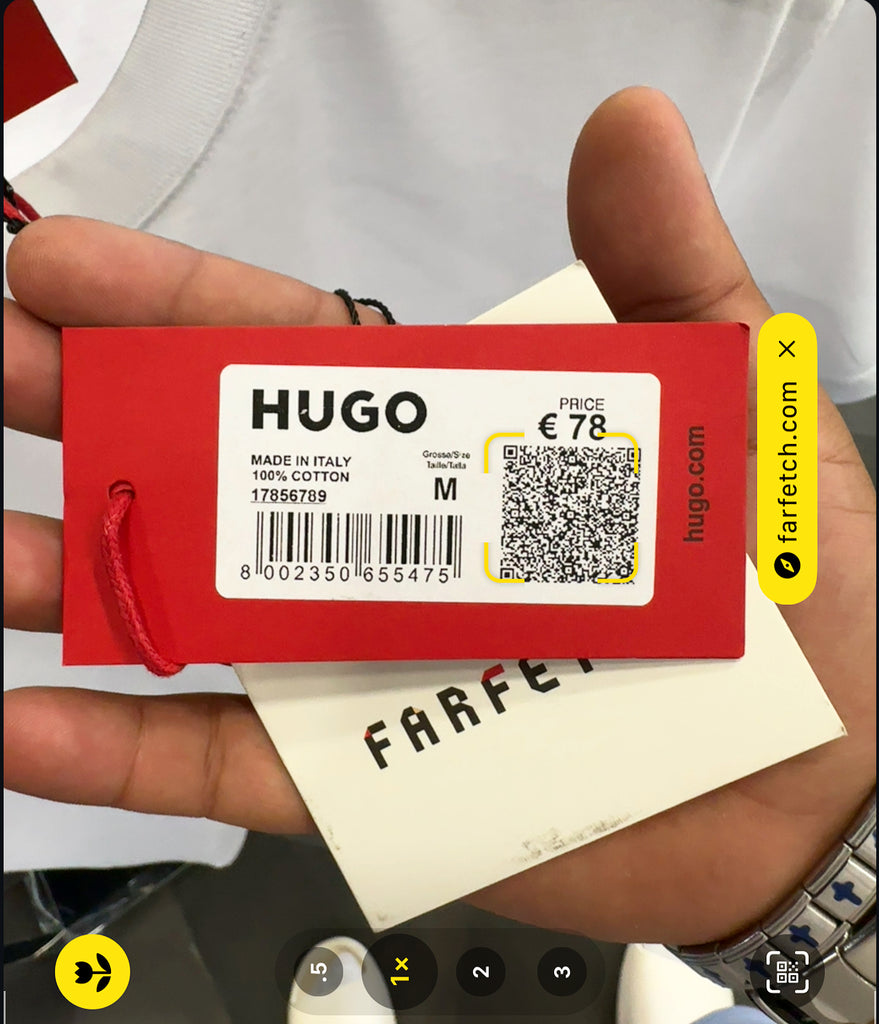 HUGO
PRICE
€ 78
MADE IN ITALY
100% COTTON
17856789
Grosse/Size
Taille/Talla
M
8 002350 655475
hugo.com
FARFET
farfetch.com
.5
1×
2
3